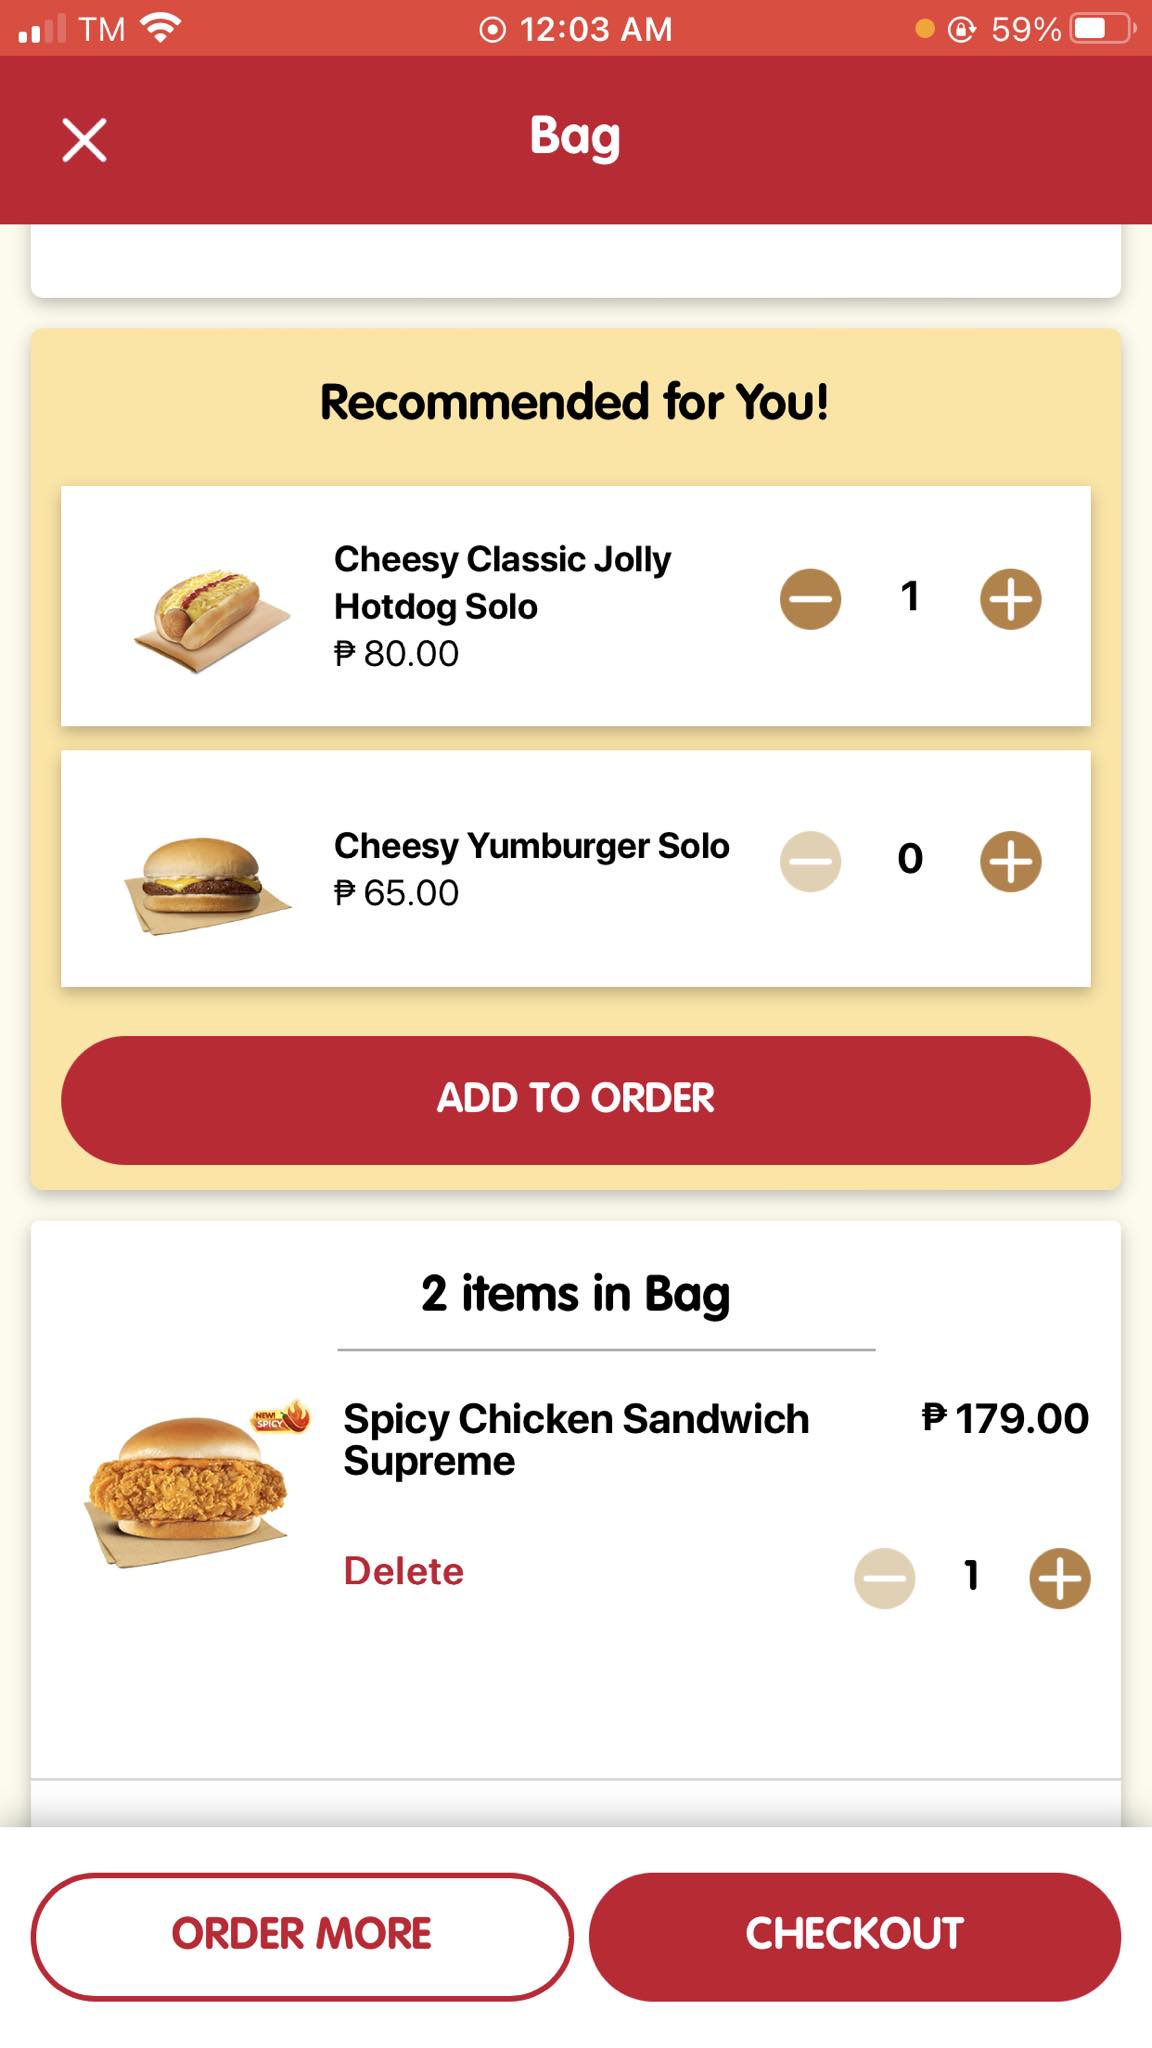 TM 12:03 AM 59%
Bag
Recommended for You!
Cheesy Classic Jolly
Hotdog Solo
₱ 80.00
1
Cheesy Yumburger Solo
₱ 65.00
0
ADD TO ORDER
2 items in Bag
NEW!
SPICY
Spicy Chicken Sandwich
Supreme
₱ 179.00
Delete
1
ORDER MORE
CHECKOUT